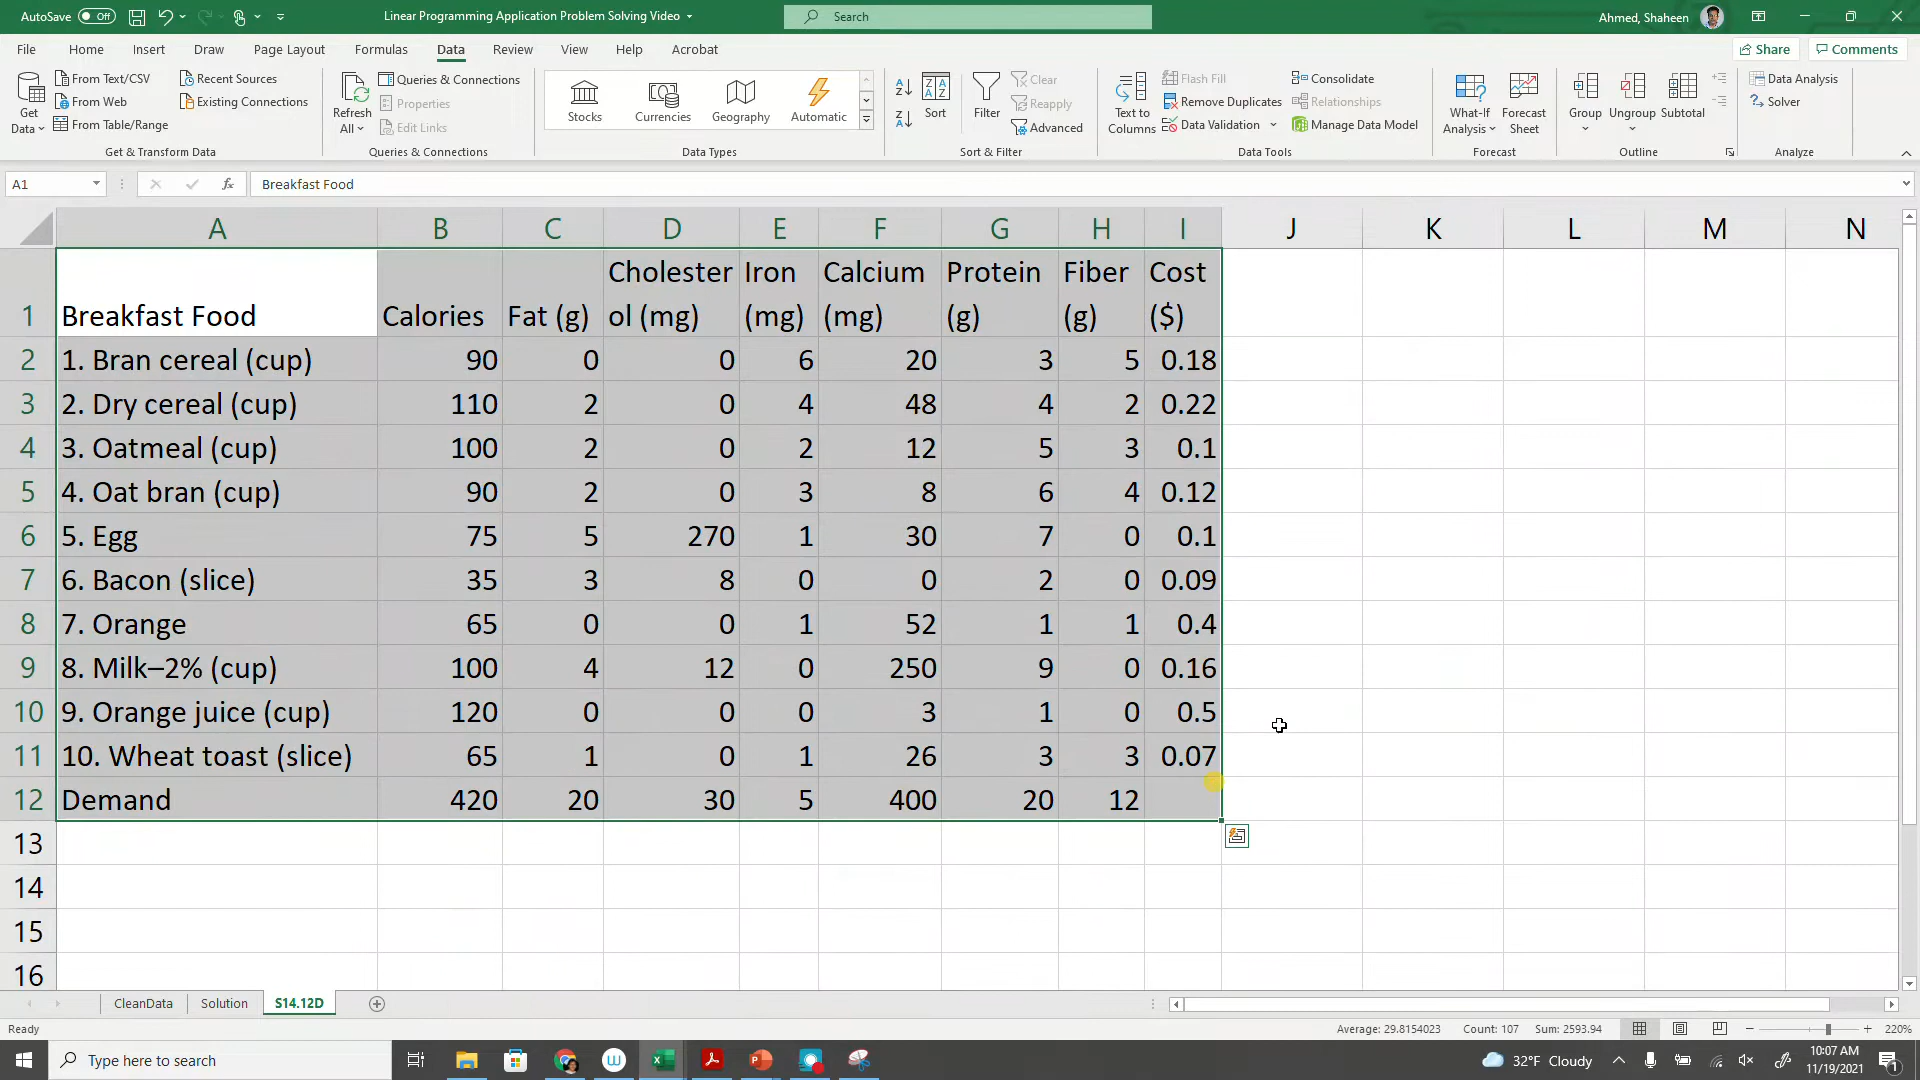 AutoSave Off Linear Programming Application Problem Solving Video Search Ahmed, Shaheen
File Home Insert Draw Page Layout Formulas Data Review View Help Acrobat Share Comments
Get Data From Text/CSV From Web From Table/Range Recent Sources Existing Connections
Get & Transform Data
Refresh All Queries & Connections Properties Edit Links
Queries & Connections
Stocks Currencies Geography Automatic
Data Types
Sort Filter Clear Reapply Advanced
Sort & Filter
Text to Columns Flash Fill Remove Duplicates Data Validation Consolidate Relationships Manage Data Model
Data Tools
What-If Analysis Forecast Sheet
Forecast
Group Ungroup Subtotal
Outline
Data Analysis Solver
Analyze
A1 fx Breakfast Food
A B C D E F G H I J K L M N
1 Breakfast Food Calories Fat (g) Cholesterol (mg) Iron (mg) Calcium (mg) Protein (g) Fiber (g) Cost ($)
2 1. Bran cereal (cup) 90 0 0 6 20 3 5 0.18
3 2. Dry cereal (cup) 110 2 0 4 48 4 2 0.22
4 3. Oatmeal (cup) 100 2 0 2 12 5 3 0.1
5 4. Oat bran (cup) 90 2 0 3 8 6 4 0.12
6 5. Egg 75 5 270 1 30 7 0 0.1
7 6. Bacon (slice) 35 3 8 0 0 2 0 0.09
8 7. Orange 65 0 0 1 52 1 1 0.4
9 8. Milk–2% (cup) 100 4 12 0 250 9 0 0.16
10 9. Orange juice (cup) 120 0 0 0 3 1 0 0.5
11 10. Wheat toast (slice) 65 1 0 1 26 3 3 0.07
12 Demand 420 20 30 5 400 20 12
13
14
15
16
CleanData Solution S14.12D
Ready Average: 29.8154023 Count: 107 Sum: 2593.94 220%
Type here to search 32°F Cloudy 10:07 AM
11/19/2021